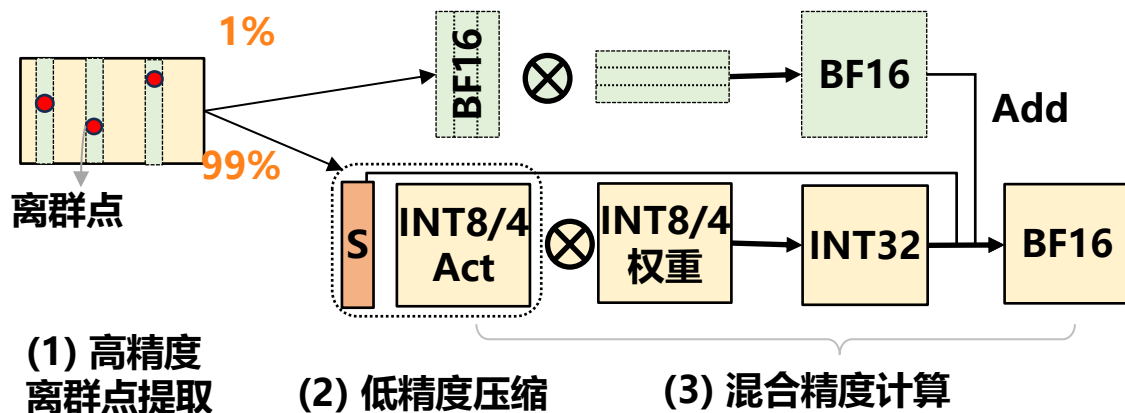 1%
BF16
BF16
Add
离群点
99%
S
INT8/4
Act
INT8/4
权重
INT32
BF16
(1) 高精度
离群点提取
(2) 低精度压缩
(3) 混合精度计算